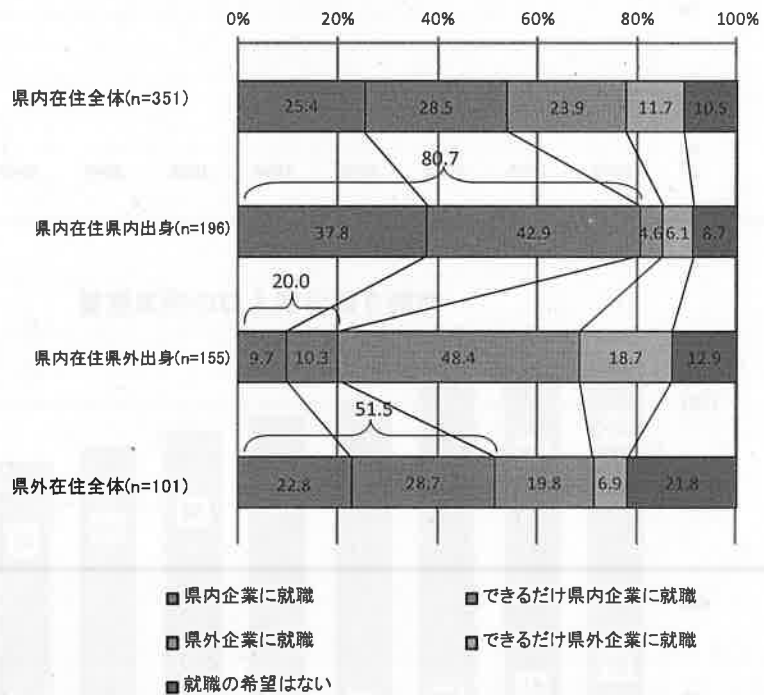 0% 20% 40% 60% 80% 100%
県内在住全体(n=351)
25.4 28.5 23.9 11.7 10.5
80.7
県内在住県内出身(n=196)
37.8 42.9 4.6 6.1 8.7
20.0
県内在住県外出身(n=155)
9.7 10.3 48.4 18.7 12.9
51.5
県外在住全体(n=101)
22.8 28.7 19.8 6.9 21.8
県内企業に就職 できるだけ県内企業に就職
県外企業に就職 できるだけ県外企業に就職
就職の希望はない